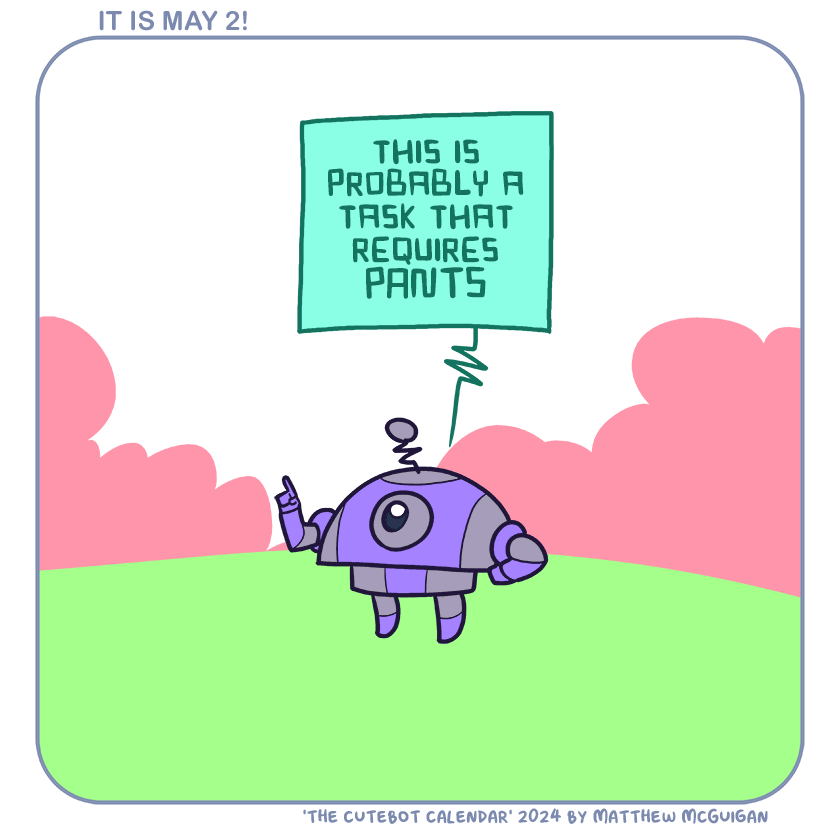 IT IS MAY 2!
THIS IS
PROBABLY A
TASK THAT
REQUIRES
PANTS
'THE CUTEBOT CALENDAR' 2024 BY MATTHEW MCGUIGAN